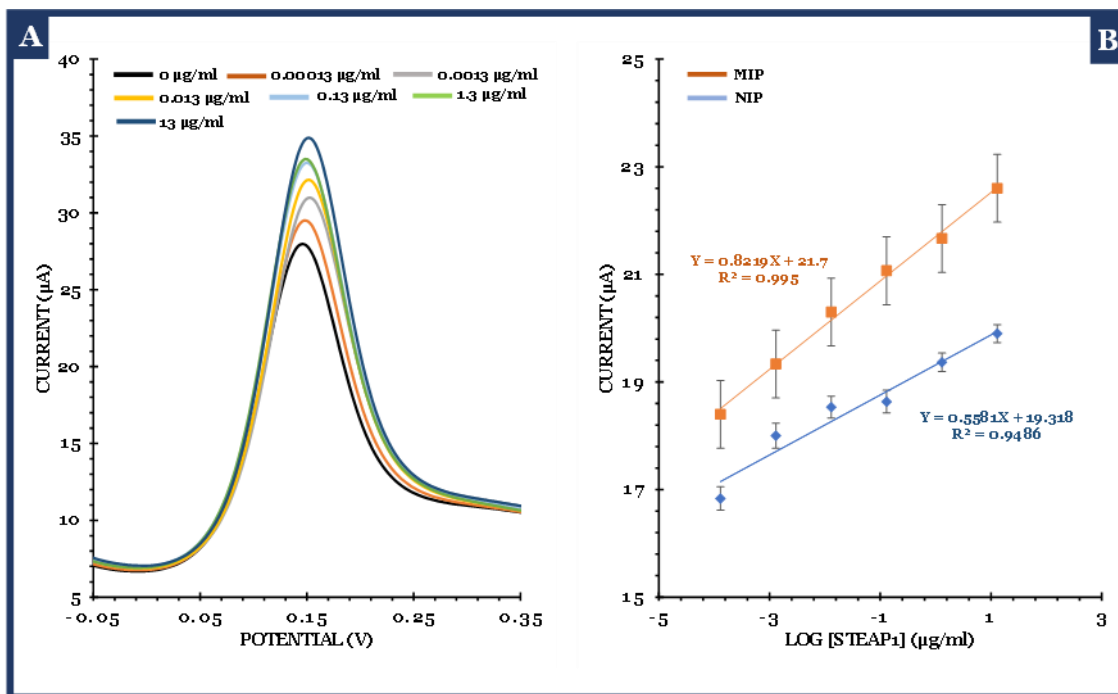 A
40
35
30
25
20
15
10
5
CURRENT (µA)
0 µg/ml 0.00013 µg/ml 0.0013 µg/ml
0.013 µg/ml 0.13 µg/ml 1.3 µg/ml
13 µg/ml
-0.05 0.05 0.15 0.25 0.35
POTENTIAL (V)
B
25
23
21
19
17
15
CURRENT (µA)
MIP
NIP
Y = 0.8219X + 21.7
R² = 0.995
Y = 0.5581X + 19.318
R² = 0.9486
-5 -3 -1 1 3
LOG [STEAP1] (µg/ml)